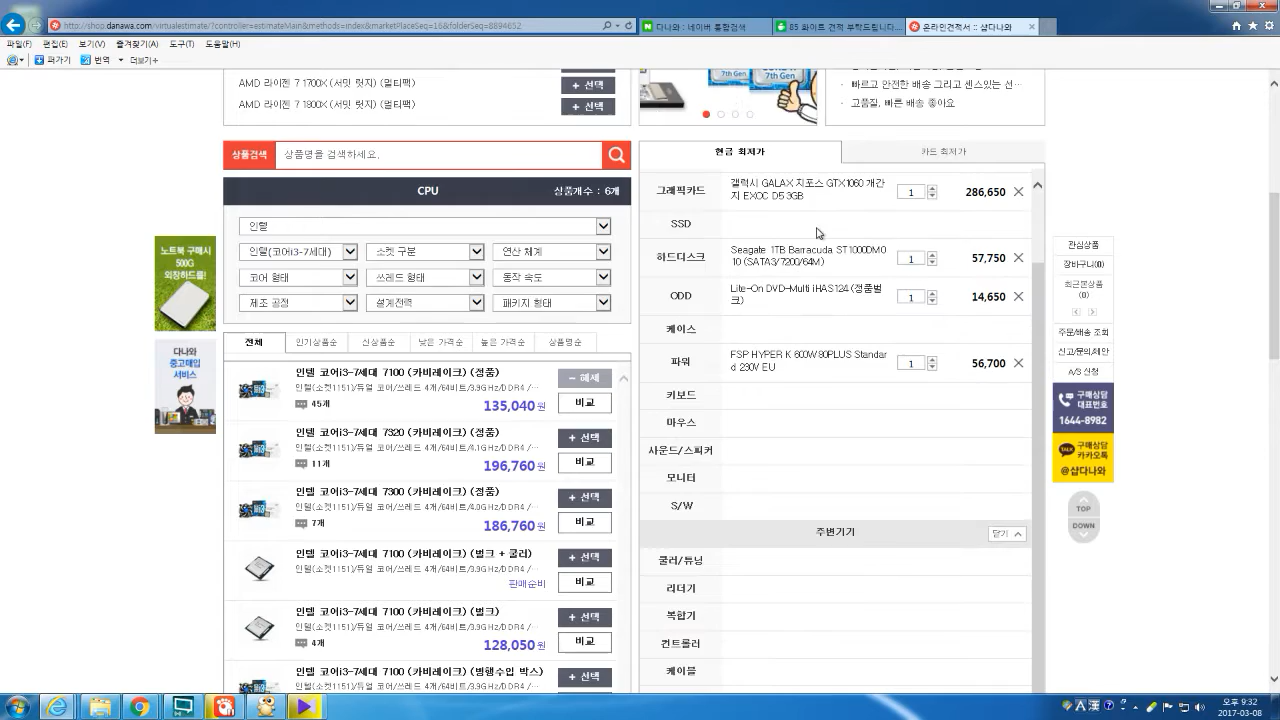 http://shop.danawa.com/virtualestimate/?controller=estimateMain&methods=index&marketPlaceSeq=16&folderSeq=8894652
다나와 : 네이버 통합검색
85 화이트 견적 부탁드립니다....
온라인견적서 :: 샵다나와
파일(F) 편집(E) 보기(V) 즐겨찾기(A) 도구(T) 도움말(H)
퍼가기 번역 더보기+
AMD 라이젠 7 1700X (서밋 릿지) (멀티팩)
+ 선택
AMD 라이젠 7 1800X (서밋 릿지) (멀티팩)
+ 선택
7th Gen 7th Gen
· 빠르고 안전한 배송 그리고 센스있는 선···
· 고품질, 빠른 배송 좋아요
상품검색 상품명을 검색하세요.
CPU 상품개수 : 6개
인텔
인텔(코어i3-7세대) 소켓 구분 연산 체계
코어 형태 쓰레드 형태 동작 속도
제조 공정 설계전력 패키지 형태
전체 인기상품순 신상품순 낮은 가격순 높은 가격순 상품명순
인텔 코어i3-7세대 7100 (카비레이크) (정품)
인텔(소켓1151)/듀얼 코어/쓰레드 4개/64비트/3.9GHz/DDR4 /···
45개
135,040 원
- 해제
비교
인텔 코어i3-7세대 7320 (카비레이크) (정품)
인텔(소켓1151)/듀얼 코어/쓰레드 4개/64비트/4.1GHz/DDR4 /···
11개
196,760 원
+ 선택
비교
인텔 코어i3-7세대 7300 (카비레이크) (정품)
7개
186,760 원
+ 선택
비교
인텔 코어i3-7세대 7100 (카비레이크) (벌크 + 쿨러)
인텔(소켓1151)/듀얼 코어/쓰레드 4개/64비트/3.9GHz/DDR4 /···
판매준비
+ 선택
비교
인텔 코어i3-7세대 7100 (카비레이크) (벌크)
인텔(소켓1151)/듀얼 코어/쓰레드 4개/64비트/3.9GHz/DDR4 /···
4개
128,050 원
+ 선택
비교
인텔 코어i3-7세대 7100 (카비레이크) (병행수입 박스)
인텔(소켓1151)/듀얼 코어/쓰레드 4개/64비트/3.9GHz/DDR4 /···
+ 선택
현금 최저가 카드 최저가
그래픽카드
갤럭시 GALAX 지포스 GTX1060 개간
지 EXOC D5 3GB
1 286,650
SSD
하드디스크
1 57,750
ODD
Lite-On DVD-Multi iHAS124 (정품벌
크)
1 14,650
케이스
파워
FSP HYPER K 600W 80PLUS Standar
d 230V EU
1 56,700
키보드
마우스
사운드/스피커
모니터
S/W
주변기기 닫기
쿨러/튜닝
리더기
복합기
컨트롤러
케이블
노트북 구매시
500G
외장하드를!
다나와
중고매입
서비스
관심상품
장바구니(0)
최근본상품
(0)
주문/배송 조회
신고/문의/제안
A/S 신청
구매상담
대표번호
1644-8982
구매상담
카카오톡
@샵다나와
TOP
DOWN
오후 9:32
2017-03-08